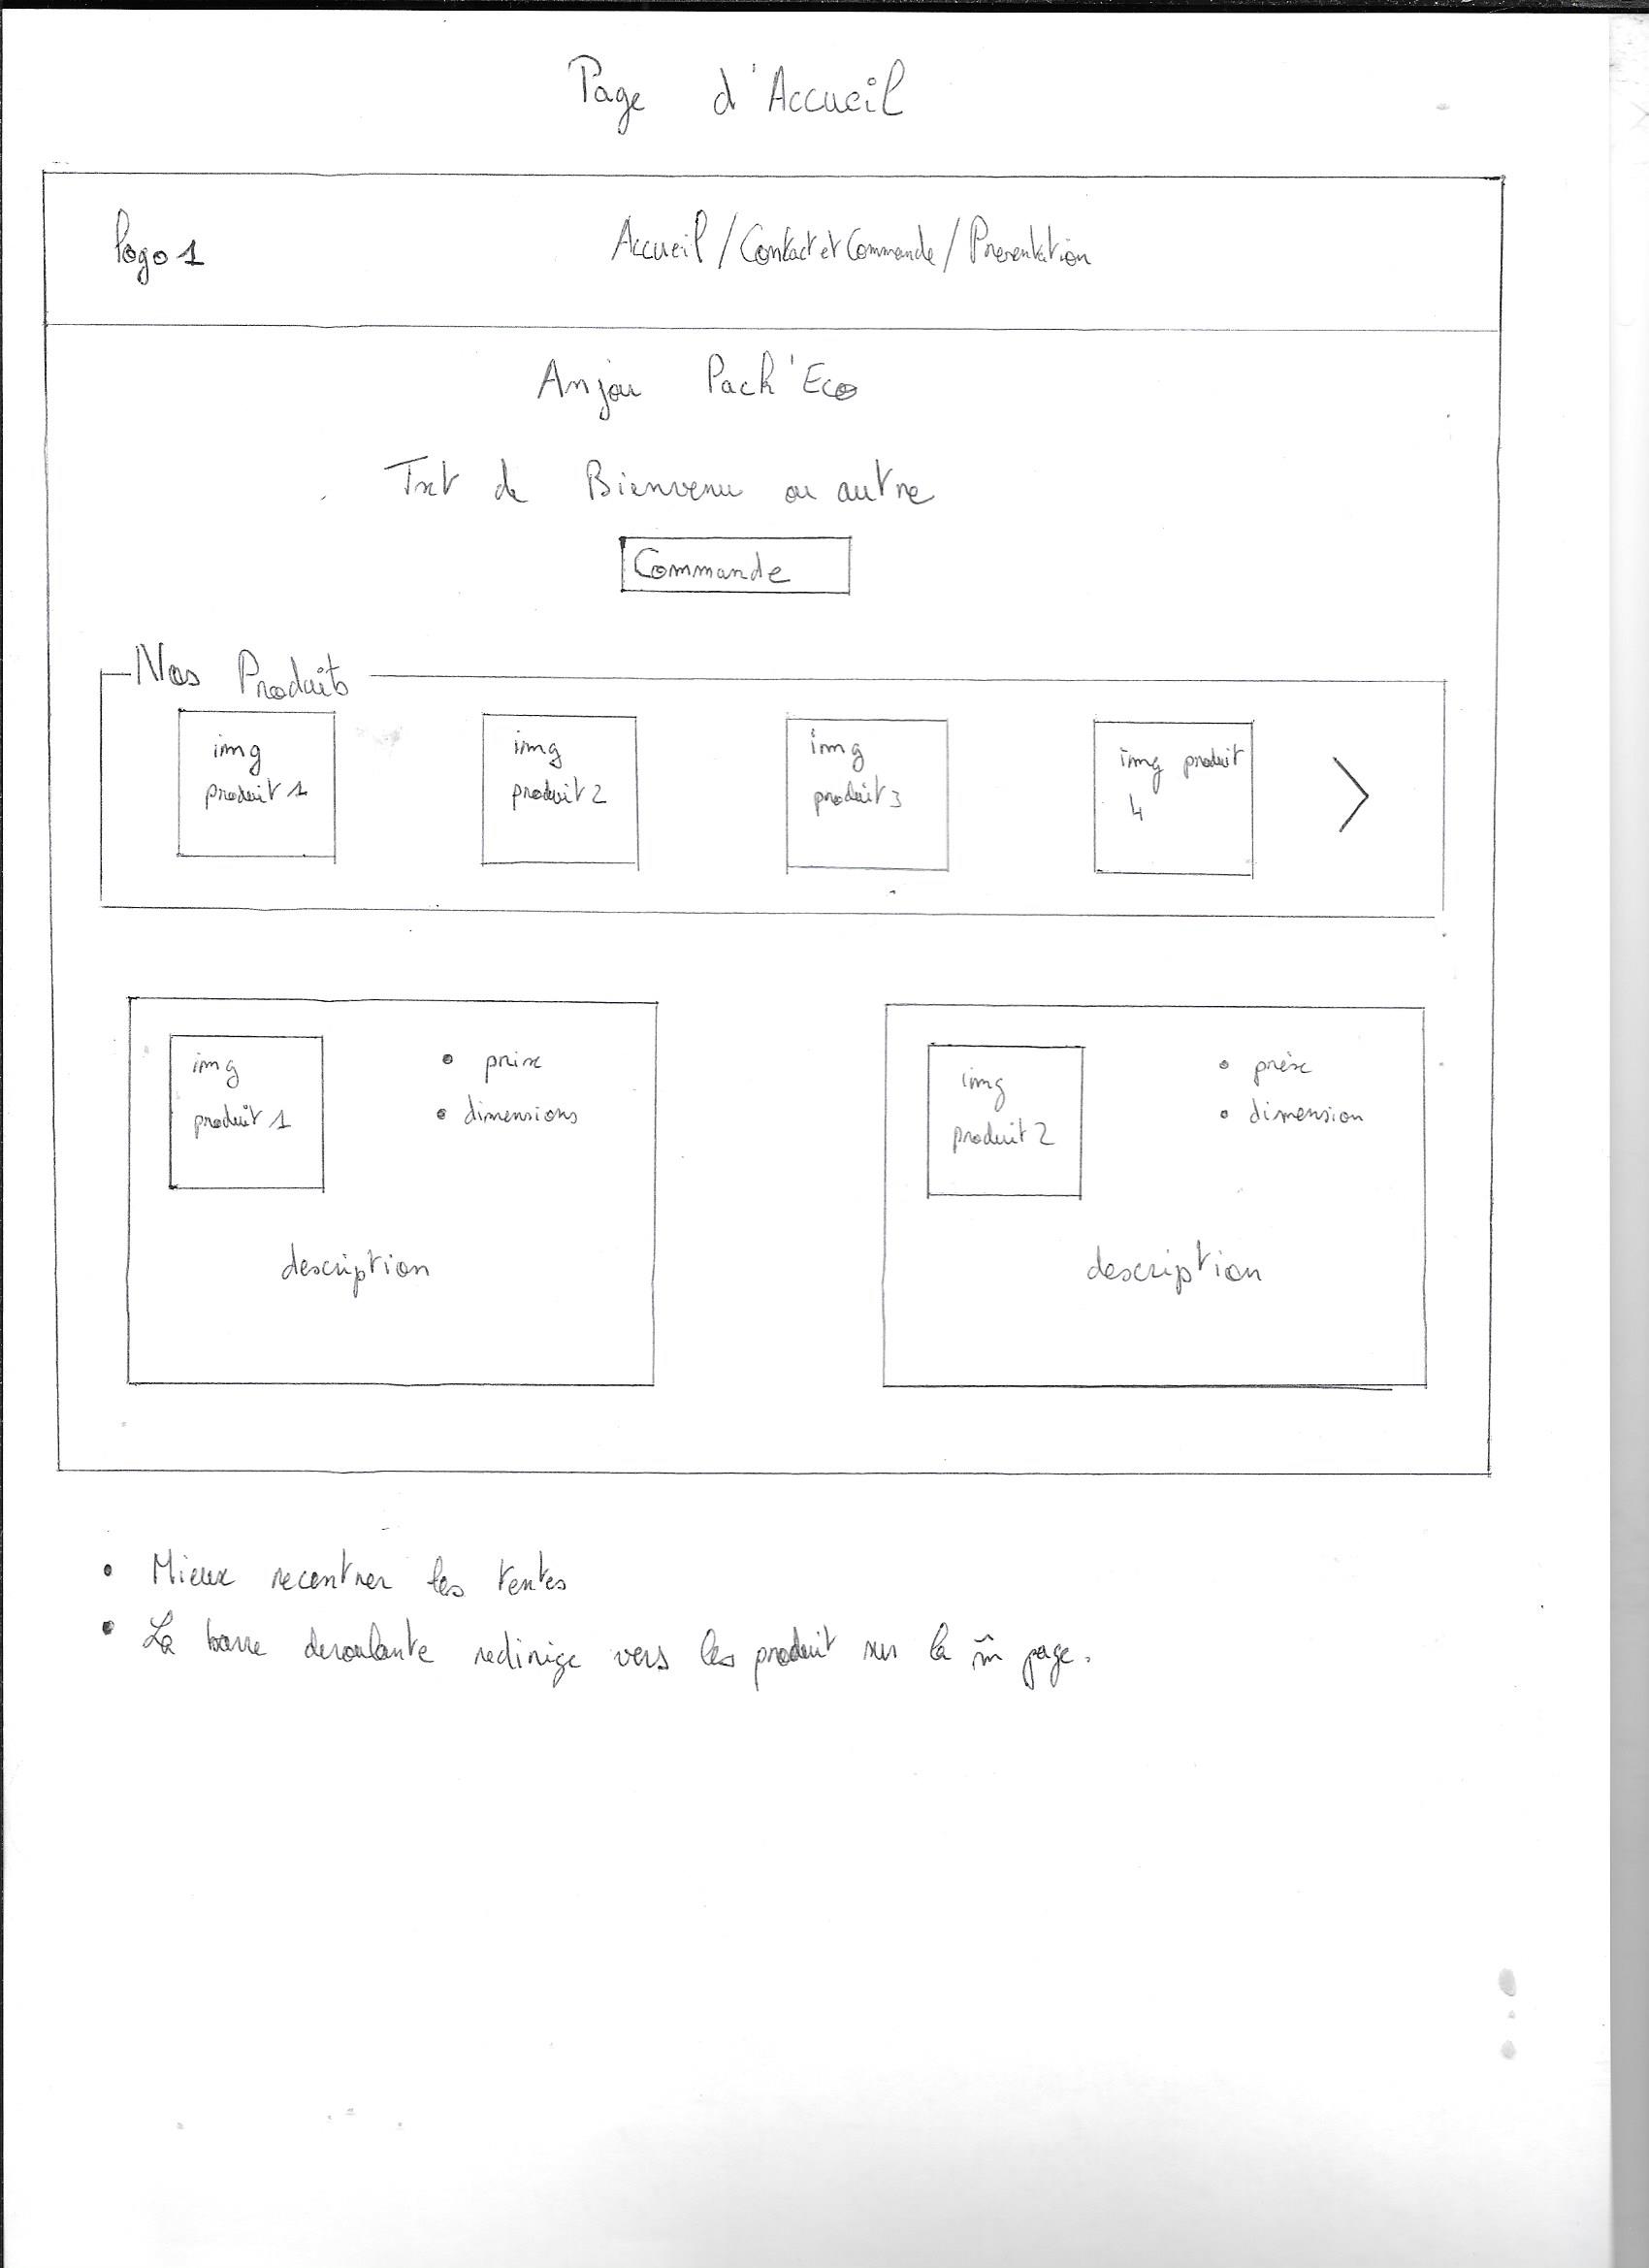 Page d'Accueil
logo 1
Accueil / Contact et Commande / Presentation
Anjou Pack'Eco
Txt de Bienvenu ou autre
Commande
Nos Produits
img
produit 1
img
produit 2
img
produit 3
img produit
4
img
produit 1
• prix
• dimensions
description
img
produit 2
• prix
• dimension
description
• Mieux recentrer les textes
• La barre deroulante redirige vers les produit sur la m̂ page.